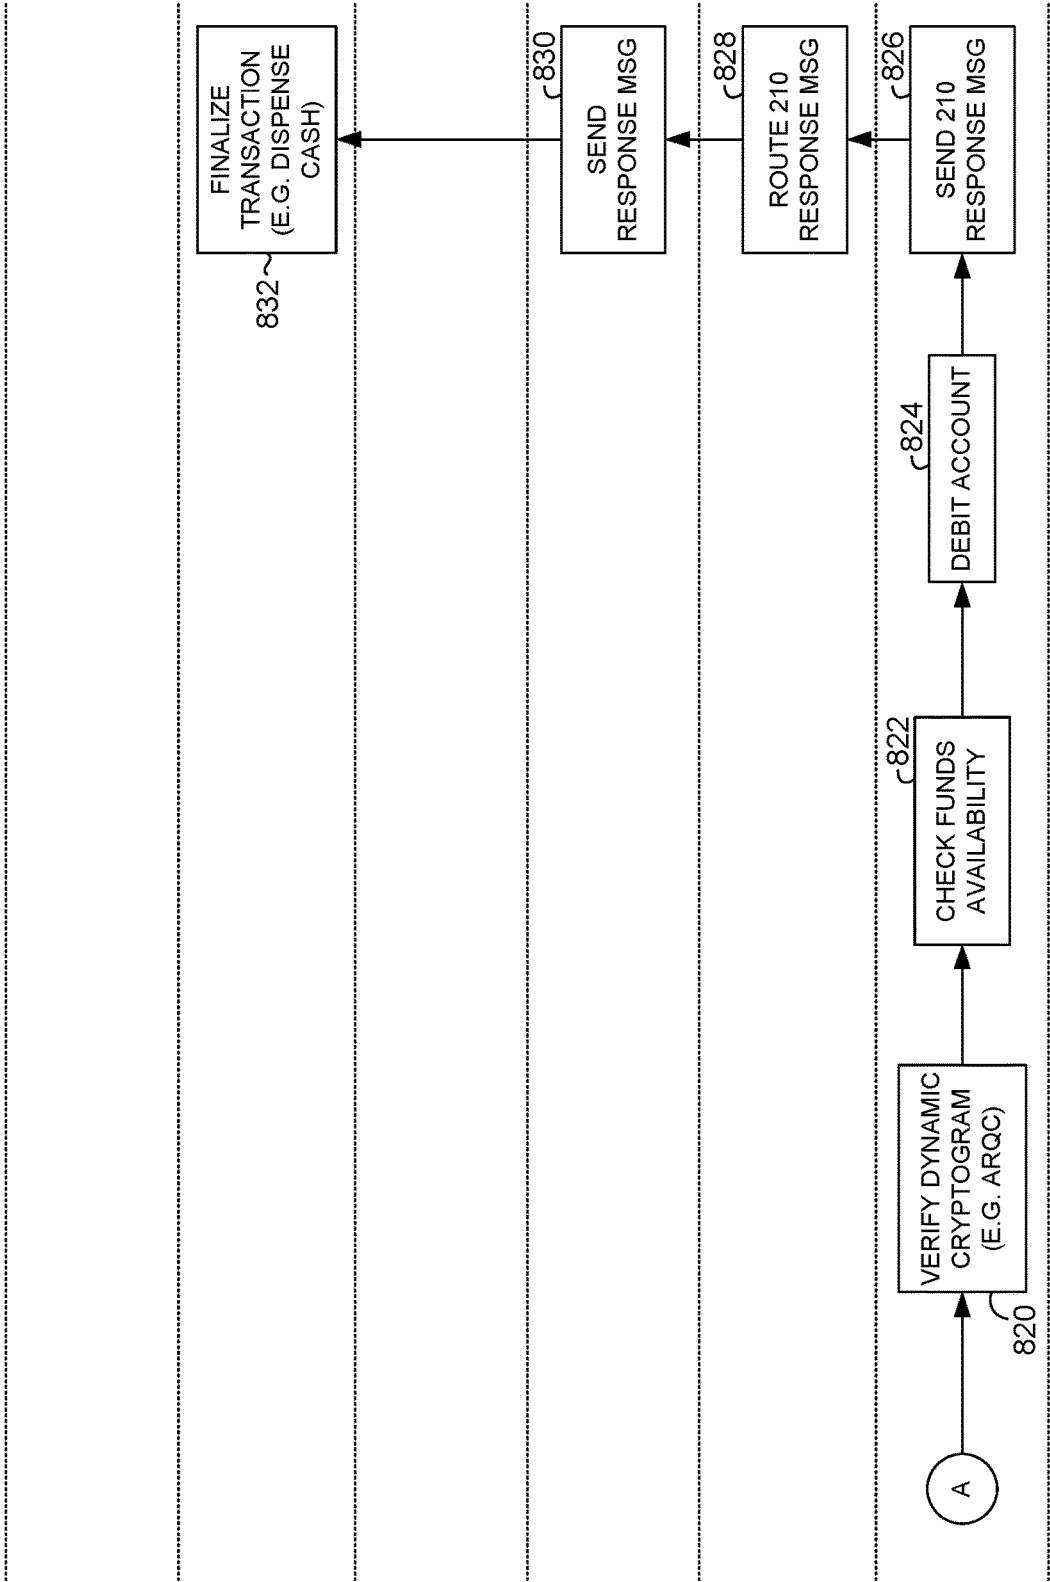 A
VERIFY DYNAMIC
CRYPTOGRAM
(E.G. ARQC)
820
CHECK FUNDS
AVAILABILITY
822
DEBIT ACCOUNT
824
SEND 210
RESPONSE MSG
826
ROUTE 210
RESPONSE MSG
828
SEND
RESPONSE MSG
830
FINALIZE
TRANSACTION
(E.G. DISPENSE
CASH)
832